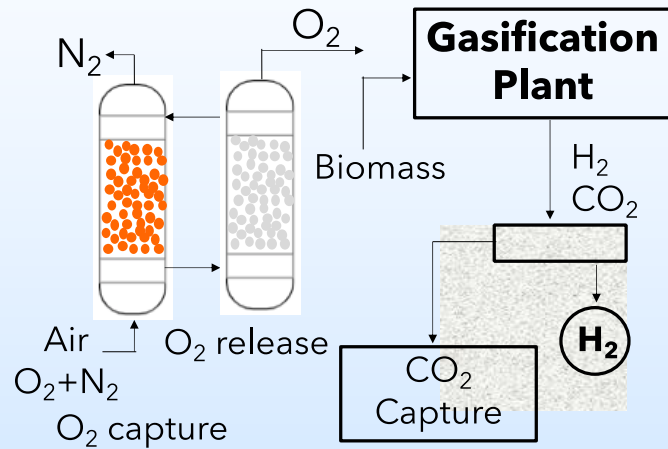 N₂
O₂
Gasification
Plant
Biomass
H₂
CO₂
Air
O₂+N₂
O₂ release
O₂ capture
CO₂
Capture
H₂